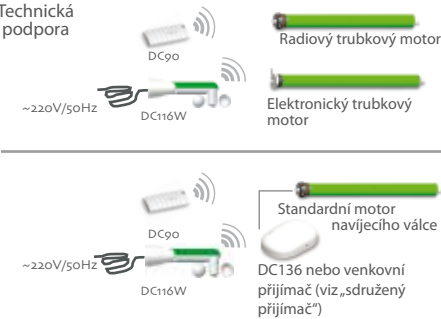 Technická
podpora
DC90
Radiový trubkový motor
~220V/50Hz
DC116W
Elektronický trubkový
motor
DC90
Standardní motor
navíjecího válce
~220V/50Hz
DC116W
DC136 nebo venkovní
přijímač (viz „sdružený
přijímač“)